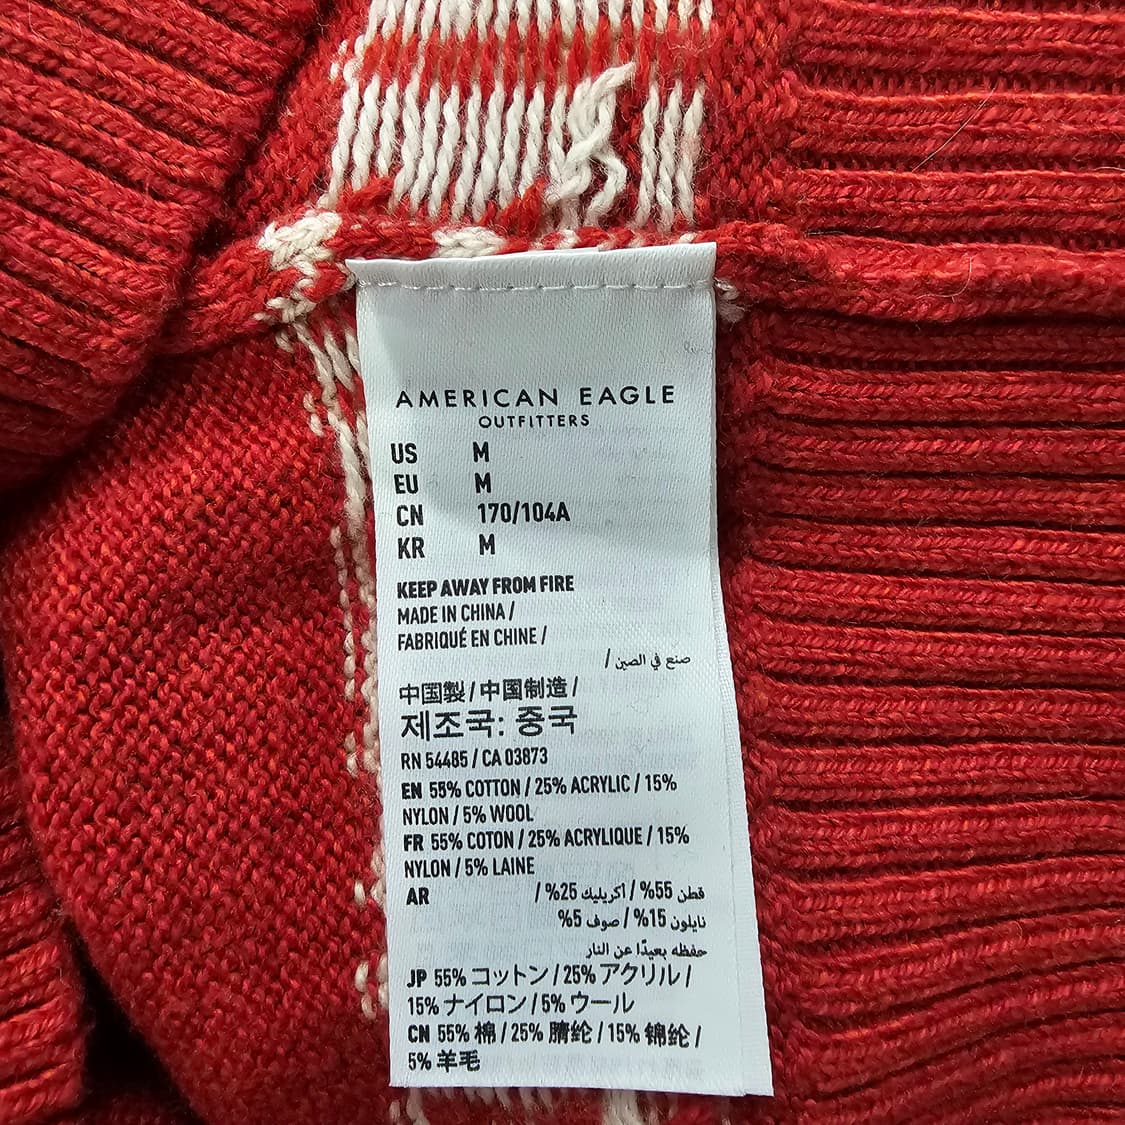 AMERICAN EAGLE
OUTFITTERS
US M
EU M
CN 170/104A
KR M
KEEP AWAY FROM FIRE
MADE IN CHINA /
FABRIQUÉ EN CHINE /
صنع في الصين /
中国製 / 中国制造 /
제조국: 중국
RN 54485 / CA 03873
EN 55% COTTON / 25% ACRYLIC / 15%
NYLON / 5% WOOL
FR 55% COTON / 25% ACRYLIQUE / 15%
NYLON / 5% LAINE
AR قطن 55% / أكريليك 25% /
نايلون 15% / صوف 5%
حفظه بعيدًا عن النار
JP 55% コットン / 25% アクリル /
15% ナイロン / 5% ウール
CN 55% 棉 / 25% 腈纶 / 15% 锦纶 /
5% 羊毛